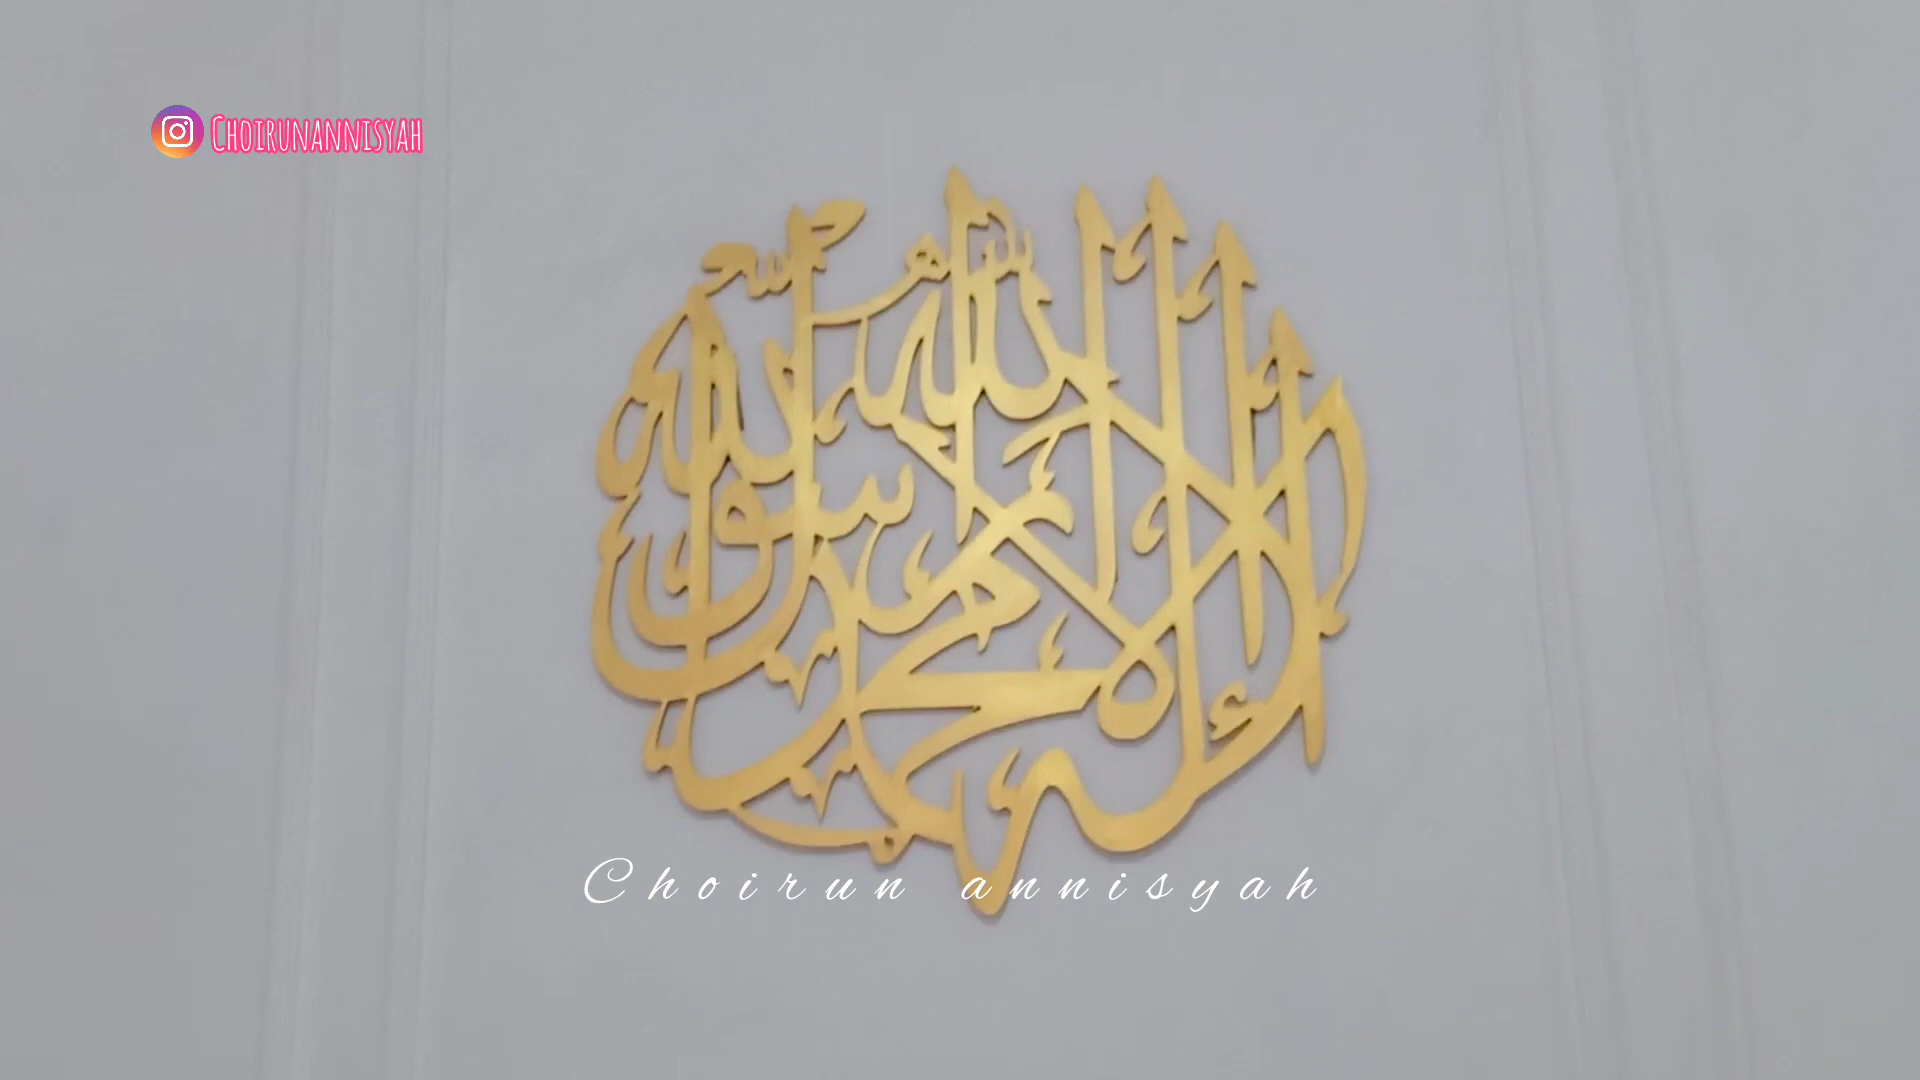 Choirunannisyah
لا إله إلا الله محمد رسول الله
Choirun annisyah